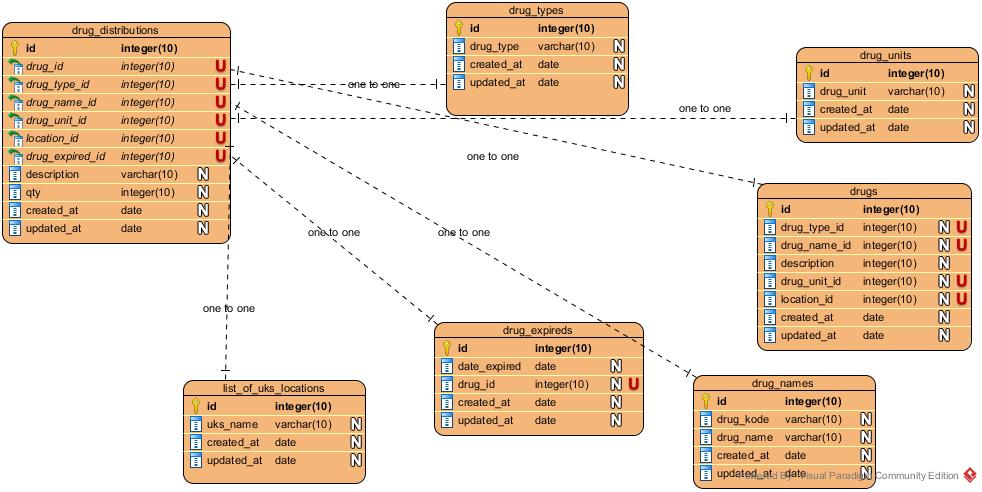 drug_distributions
id integer(10)
drug_id integer(10) U
drug_type_id integer(10) U
drug_name_id integer(10) U
drug_unit_id integer(10) U
location_id integer(10) U
drug_expired_id integer(10) U
description varchar(10) N
qty integer(10) N
created_at date N
updated_at date N
drug_types
id integer(10)
drug_type varchar(10) N
created_at date N
updated_at date N
drug_units
id integer(10)
drug_unit varchar(10) N
created_at date N
updated_at date N
one to one
one to one
one to one
one to one
one to one
one to one
drugs
id integer(10)
drug_type_id integer(10) N U
drug_name_id integer(10) N U
description integer(10) N
drug_unit_id integer(10) N U
location_id integer(10) N U
created_at date N
updated_at date N
drug_expireds
id integer(10)
date_expired date N
drug_id integer(10) N U
created_at date N
updated_at date N
list_of_uks_locations
id integer(10)
uks_name varchar(10) N
created_at date N
updated_at date N
drug_names
id integer(10)
drug_kode varchar(10) N
drug_name varchar(10) N
created_at date N
updated_at date N
Powered By Visual Paradigm Community Edition